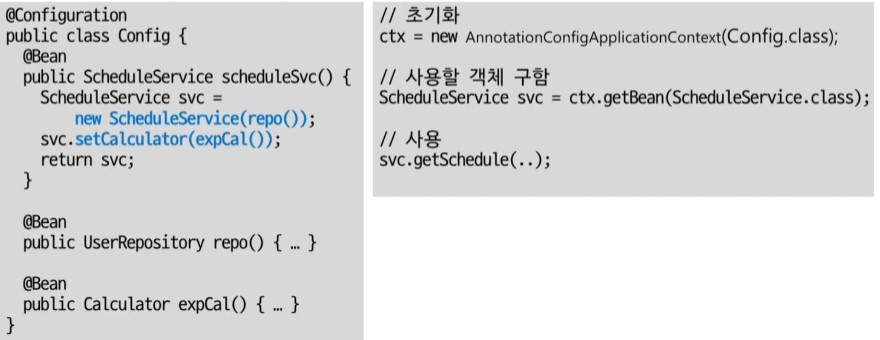 @Configuration
public class Config {
  @Bean
  public ScheduleService scheduleSvc() {
    ScheduleService svc =
        new ScheduleService(repo());
    svc.setCalculator(expCal());
    return svc;
  }
  @Bean
  public UserRepository repo() { … }
  @Bean
  public Calculator expCal() { … }
}
// 초기화
ctx = new AnnotationConfigApplicationContext(Config.class);
// 사용할 객체 구함
ScheduleService svc = ctx.getBean(ScheduleService.class);
// 사용
svc.getSchedule(..);